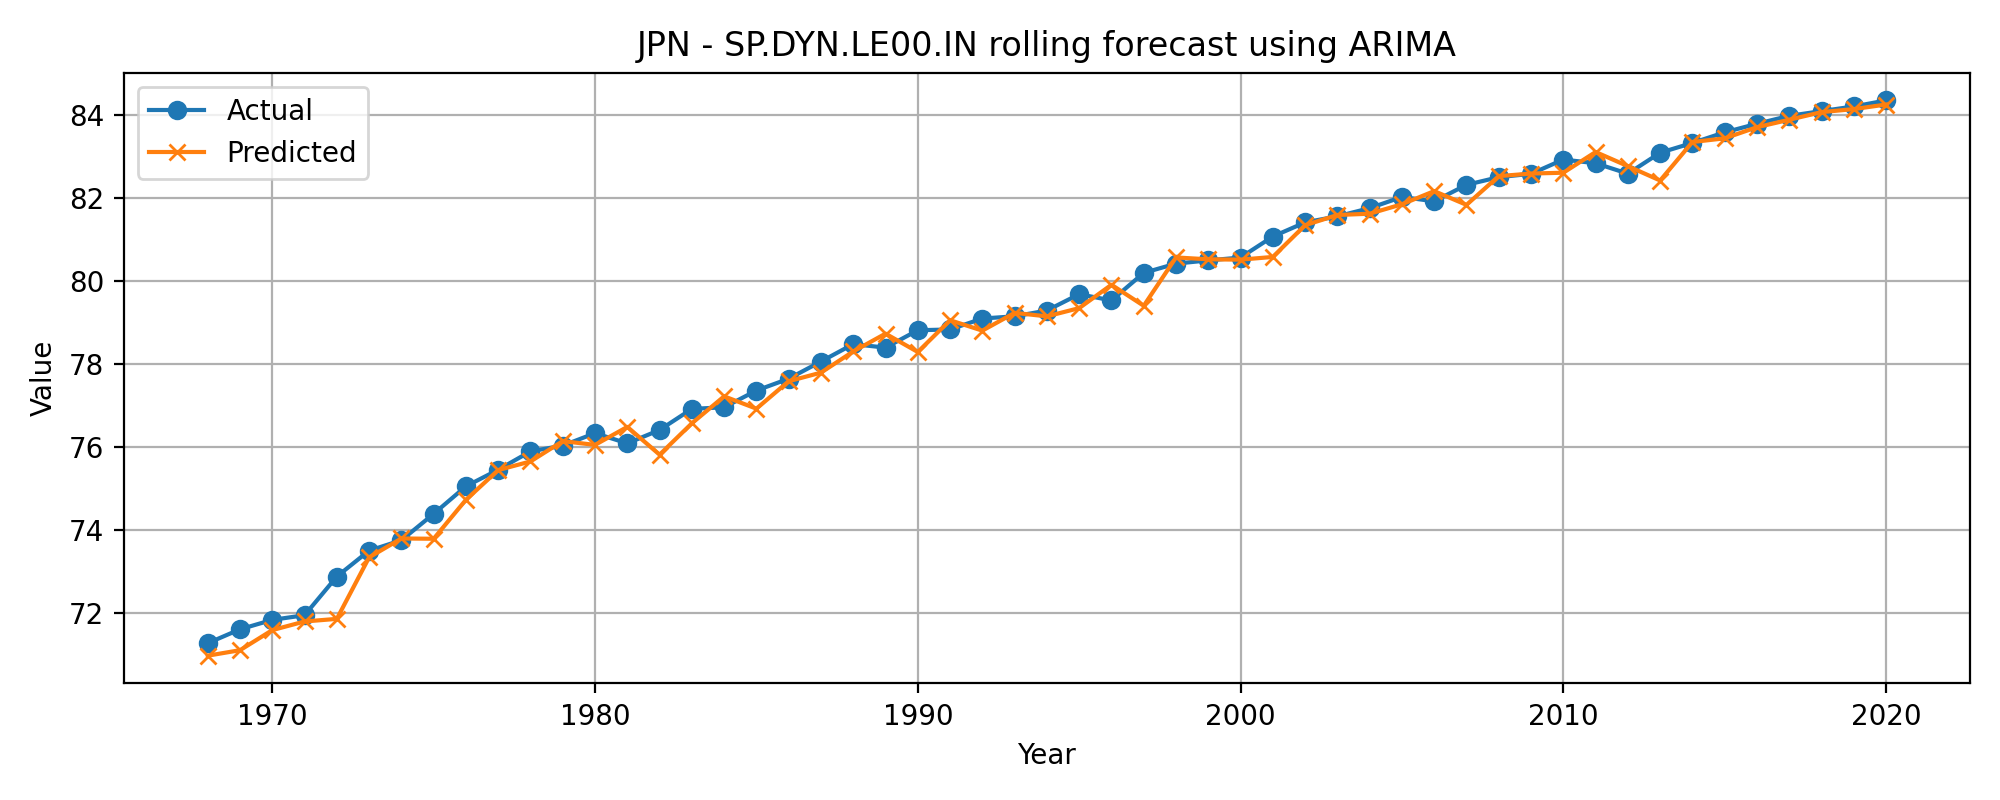 JPN - SP.DYN.LE00.IN rolling forecast using ARIMA
Actual
Predicted
84
82
80
78
76
74
72
Value
1970 1980 1990 2000 2010 2020
Year